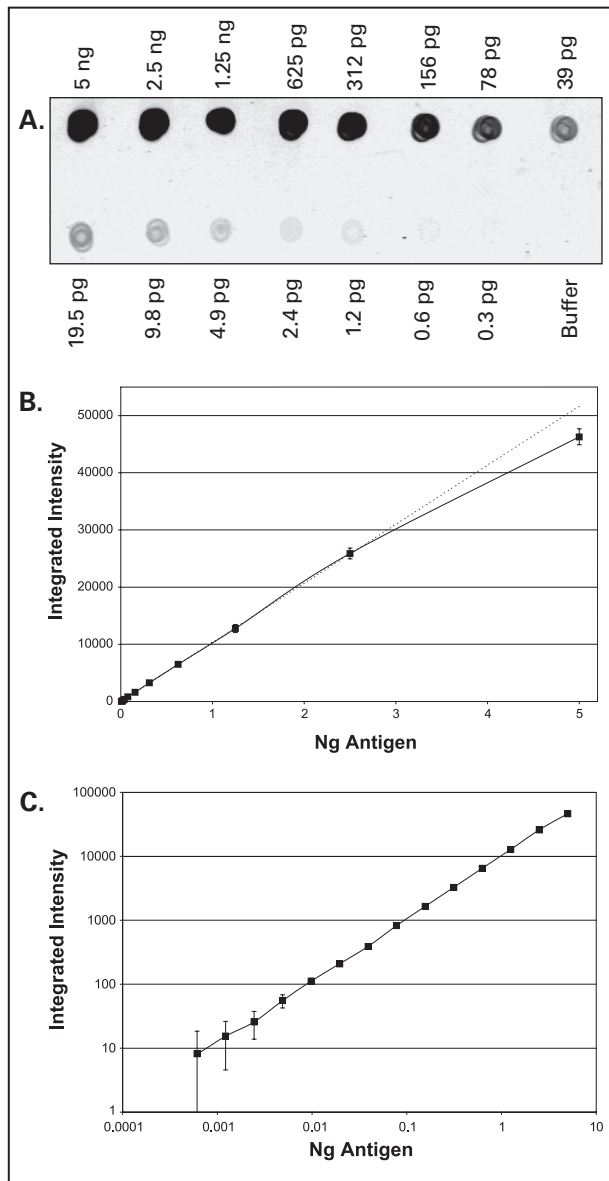 5 ng 2.5 ng 1.25 ng 625 pg 312 pg 156 pg 78 pg 39 pg
A.
19.5 pg 9.8 pg 4.9 pg 2.4 pg 1.2 pg 0.6 pg 0.3 pg Buffer
B.
Integrated Intensity
50000
40000
30000
20000
10000
0
0 1 2 3 4 5
Ng Antigen
C.
Integrated Intensity
100000
10000
1000
100
10
1
0.0001 0.001 0.01 0.1 1 10
Ng Antigen